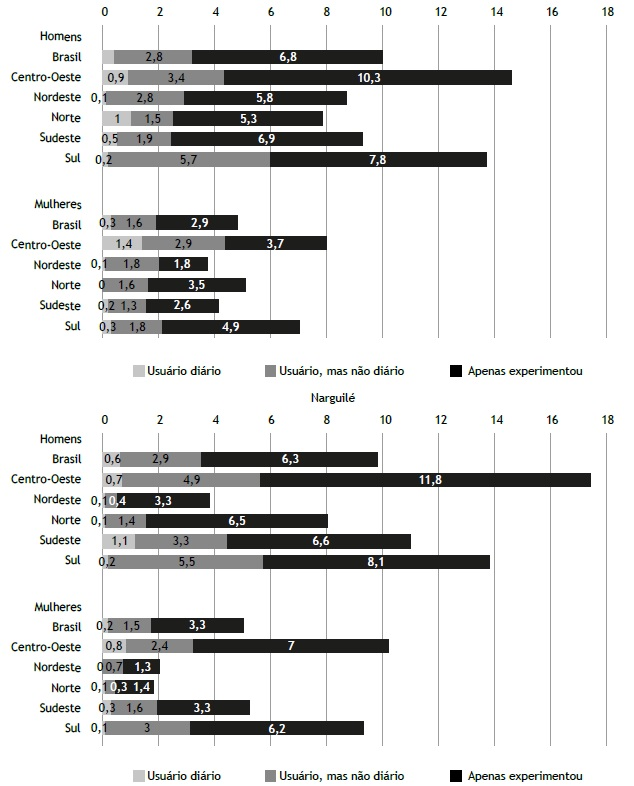 0 2 4 6 8 10 12 14 16 18
Homens
Brasil 2,8 6,8
Centro-Oeste 0,9 3,4 10,3
Nordeste 0,1 2,8 5,8
Norte 1 1,5 5,3
Sudeste 0,5 1,9 6,9
Sul 0,2 5,7 7,8
Mulheres
Brasil 0,3 1,6 2,9
Centro-Oeste 1,4 2,9 3,7
Nordeste 0,1 1,8 1,8
Norte 0 1,6 3,5
Sudeste 0,2 1,3 2,6
Sul 0,3 1,8 4,9
Usuário diário Usuário, mas não diário Apenas experimentou
Narguilé
0 2 4 6 8 10 12 14 16 18
Homens
Brasil 0,6 2,9 6,3
Centro-Oeste 0,7 4,9 11,8
Nordeste 0,1 0,4 3,3
Norte 0,1 1,4 6,5
Sudeste 1,1 3,3 6,6
Sul 0,2 5,5 8,1
Mulheres
Brasil 0,2 1,5 3,3
Centro-Oeste 0,8 2,4 7
Nordeste 0 0,7 1,3
Norte 0,1 0,3 1,4
Sudeste 0,3 1,6 3,3
Sul 0,1 3 6,2
Usuário diário Usuário, mas não diário Apenas experimentou